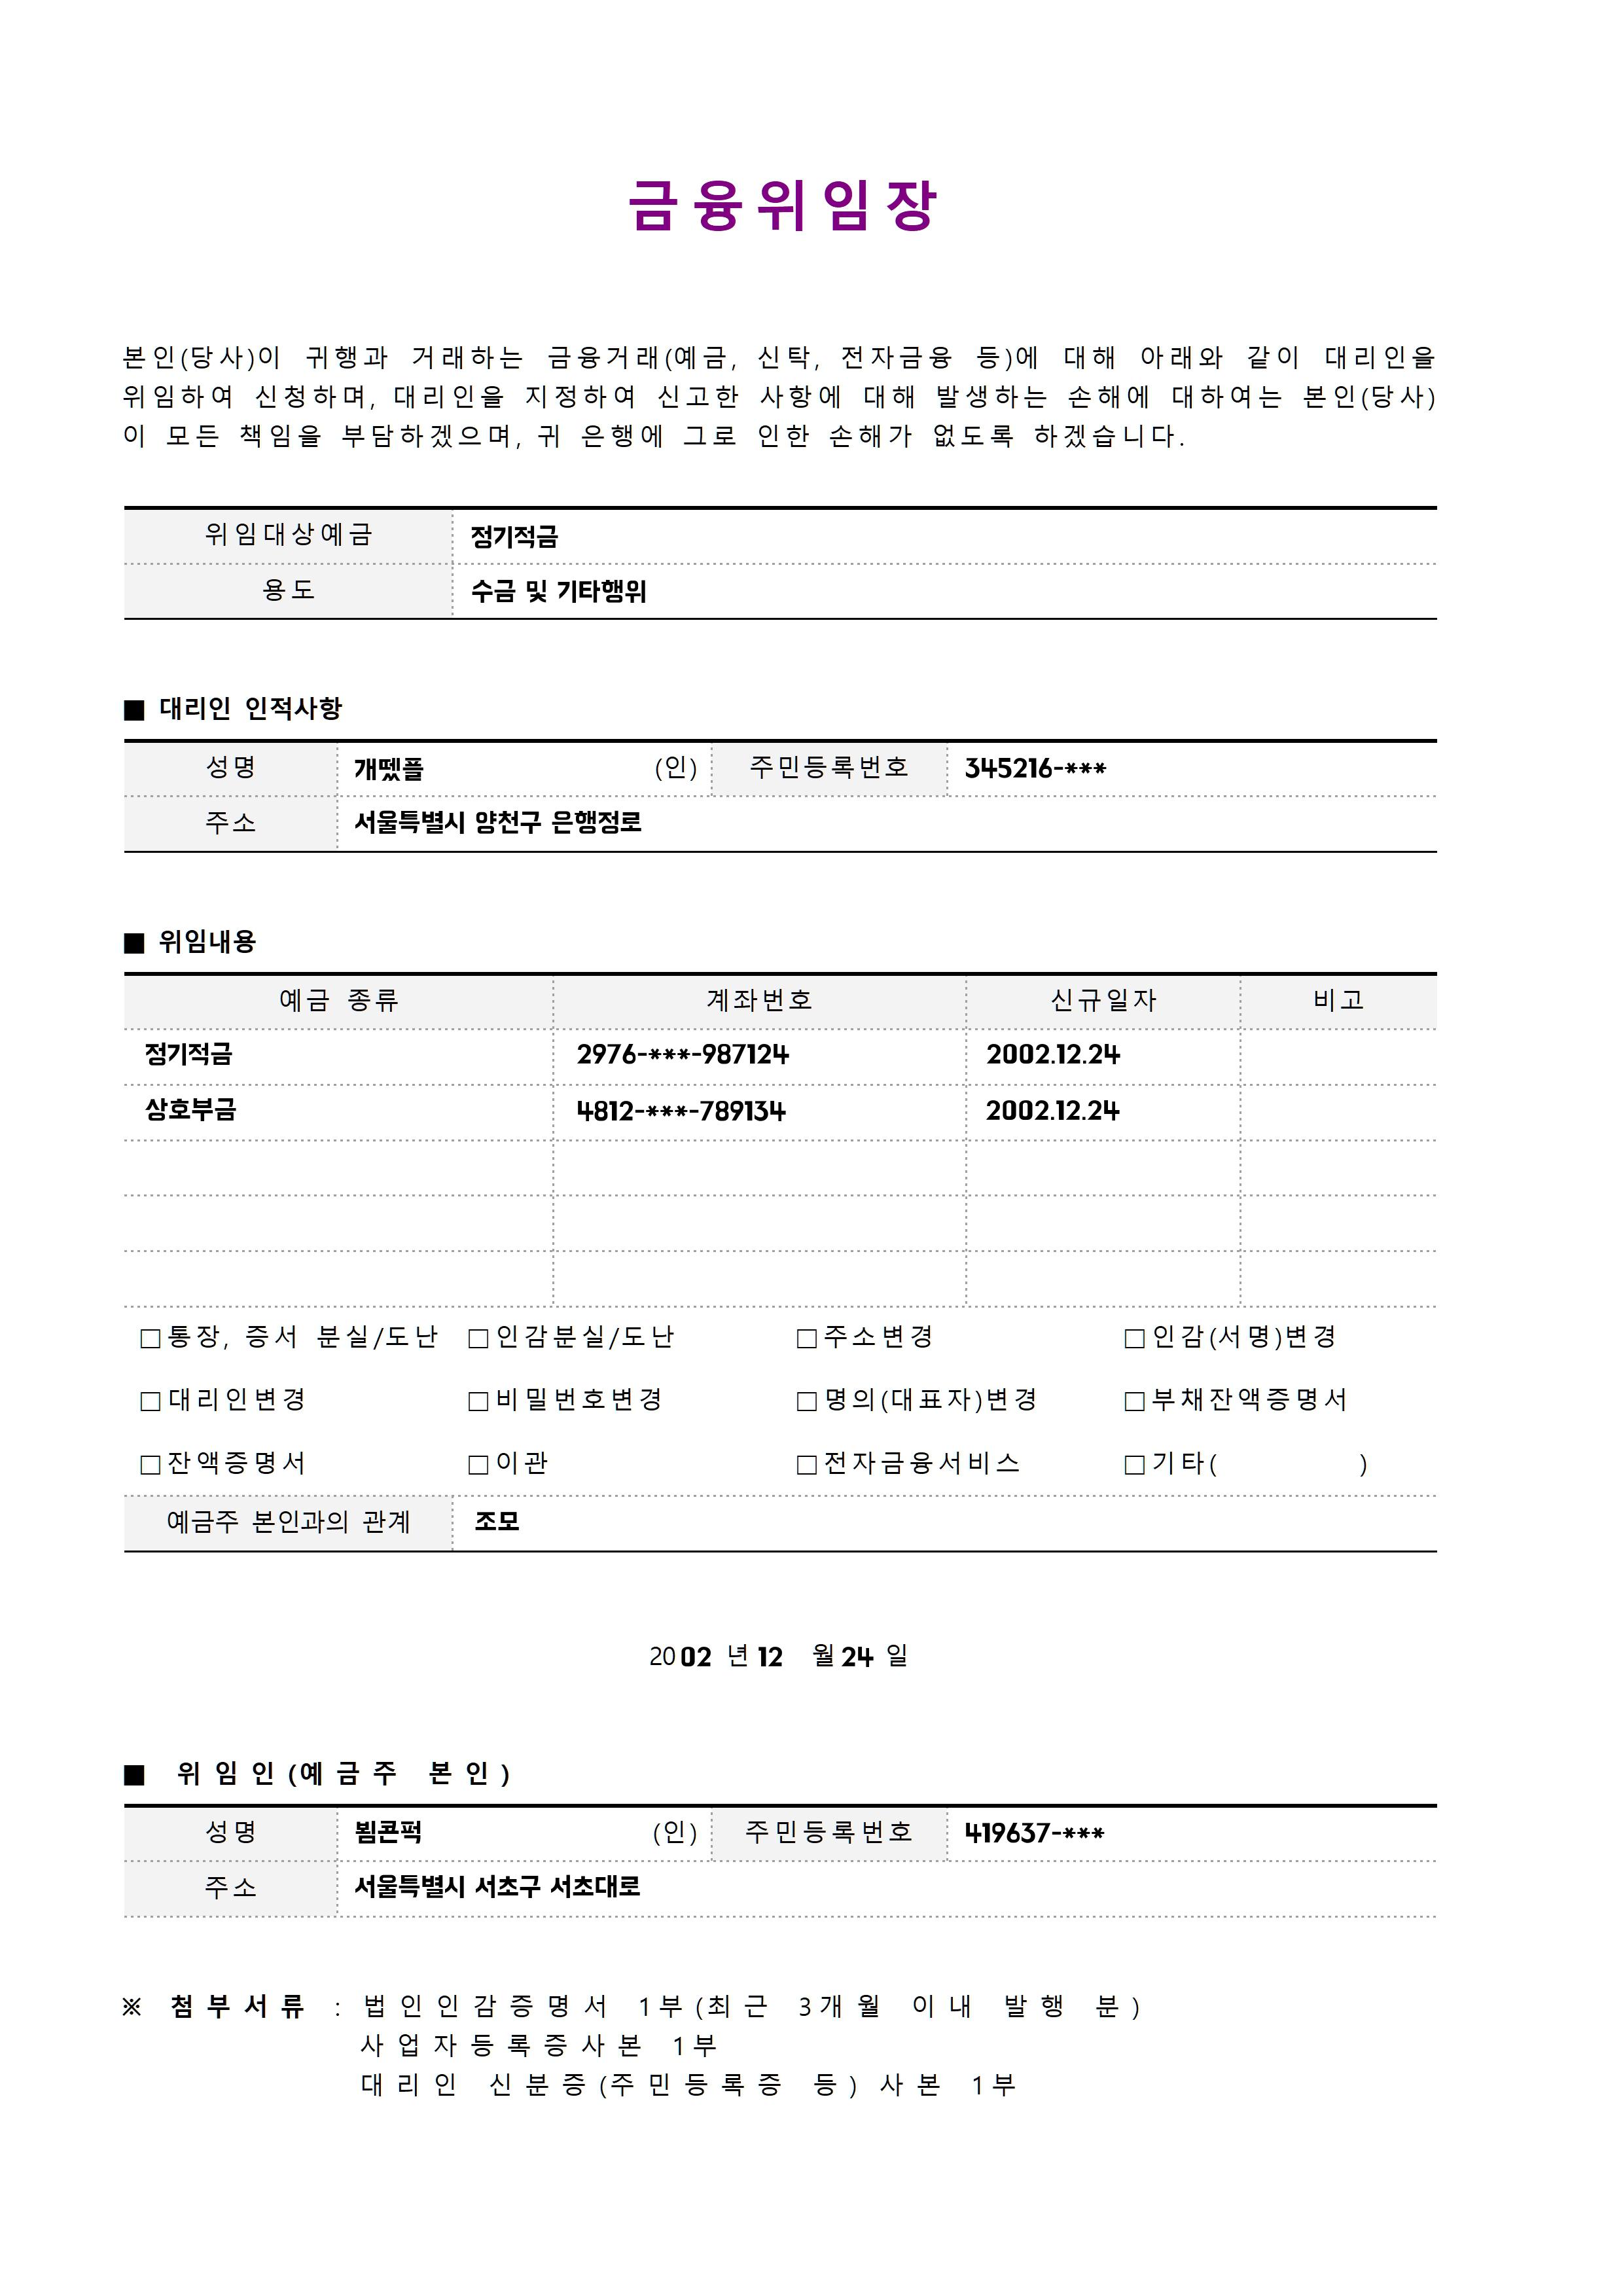 금융위임장
본인(당사)이 귀행과 거래하는 금융거래(예금, 신탁, 전자금융 등)에 대해 아래와 같이 대리인을
위임하여 신청하며, 대리인을 지정하여 신고한 사항에 대해 발생하는 손해에 대하여는 본인(당사)
이 모든 책임을 부담하겠으며, 귀 은행에 그로 인한 손해가 없도록 하겠습니다.
위임대상예금 정기적금
용도 수금 및 기타행위
■ 대리인 인적사항
성명 개뗐플 (인) 주민등록번호 345216-***
주소 서울특별시 양천구 은행정로
■ 위임내용
예금 종류 계좌번호 신규일자 비고
정기적금 2976-***-987124 2002.12.24
상호부금 4812-***-789134 2002.12.24
□통장, 증서 분실/도난 □인감분실/도난 □주소변경 □인감(서명)변경
□대리인변경 □비밀번호변경 □명의(대표자)변경 □부채잔액증명서
□잔액증명서 □이관 □전자금융서비스 □기타( )
예금주 본인과의 관계 조모
2002 년 12 월 24 일
■ 위임인(예금주 본인)
성명 뵘콘퍽 (인) 주민등록번호 419637-***
주소 서울특별시 서초구 서초대로
※ 첨부서류 : 법인인감증명서 1부(최근 3개월 이내 발행 분)
사업자등록증사본 1부
대리인 신분증(주민등록증 등) 사본 1부